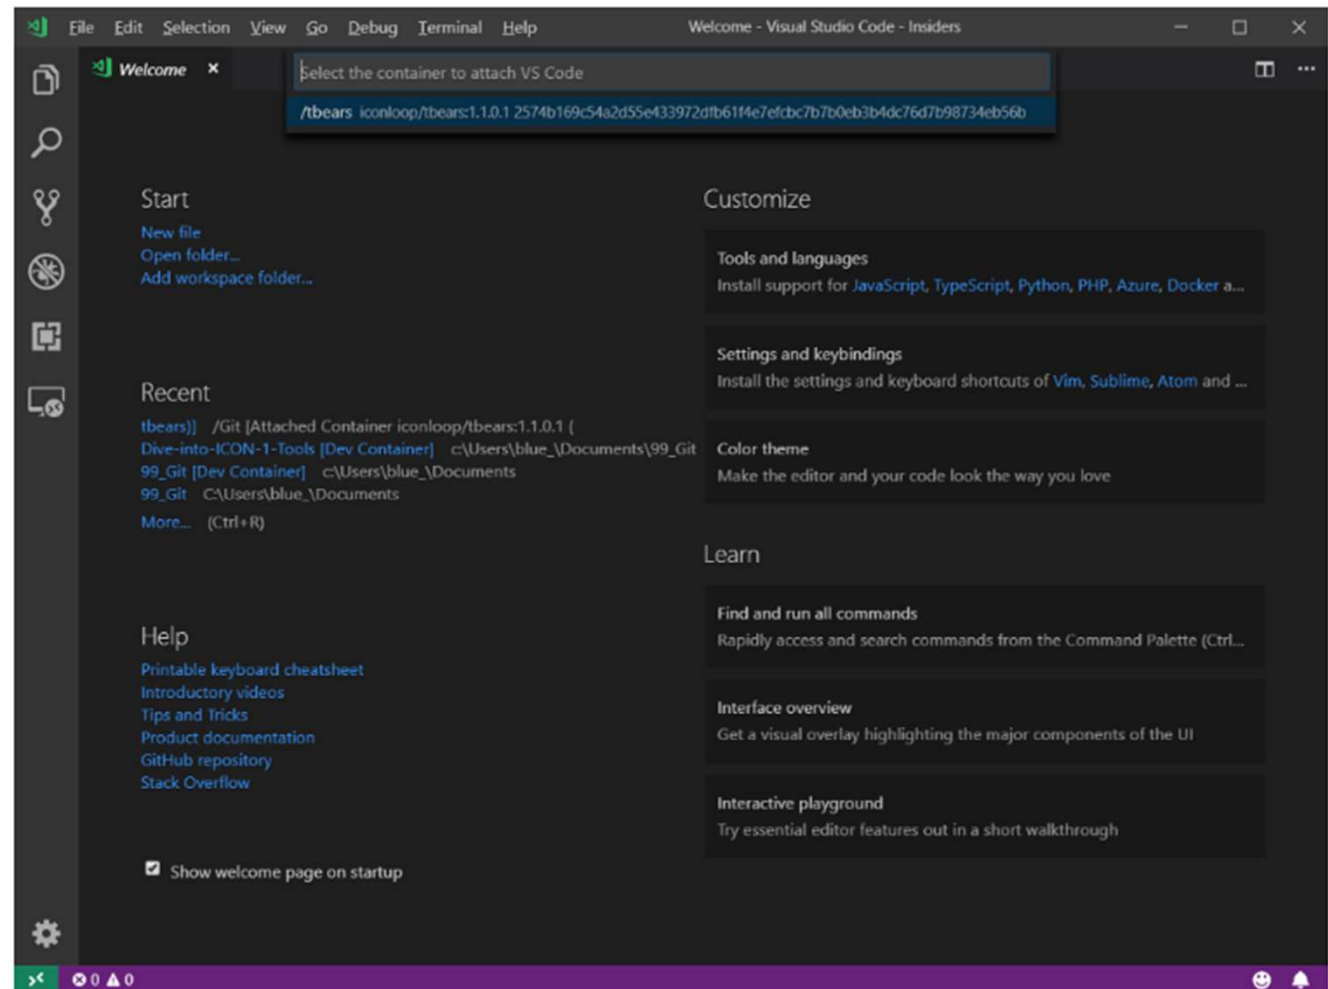 File Edit Selection View Go Debug Terminal Help Welcome - Visual Studio Code - Insiders
Welcome
Select the container to attach VS Code
/tbears iconloop/tbears:1.1.0.1 2574b169c54a2d55e433972dfb61f4e7efcbc7b7b0eb3b4dc76d7b98734eb56b
Start
New file
Open folder...
Add workspace folder...
Recent
tbears)] /Git [Attached Container iconloop/tbears:1.1.0.1 (
Dive-into-ICON-1-Tools [Dev Container] c:\Users\blue_\Documents\99_Git
99_Git [Dev Container] c:\Users\blue_\Documents
99_Git C:\Users\blue_\Documents
More... (Ctrl+R)
Help
Printable keyboard cheatsheet
Introductory videos
Tips and Tricks
Product documentation
GitHub repository
Stack Overflow
Show welcome page on startup
Customize
Tools and languages
Install support for JavaScript, TypeScript, Python, PHP, Azure, Docker a...
Settings and keybindings
Install the settings and keyboard shortcuts of Vim, Sublime, Atom and ...
Color theme
Make the editor and your code look the way you love
Learn
Find and run all commands
Rapidly access and search commands from the Command Palette (Ctrl...
Interface overview
Get a visual overlay highlighting the major components of the UI
Interactive playground
Try essential editor features out in a short walkthrough
0 0